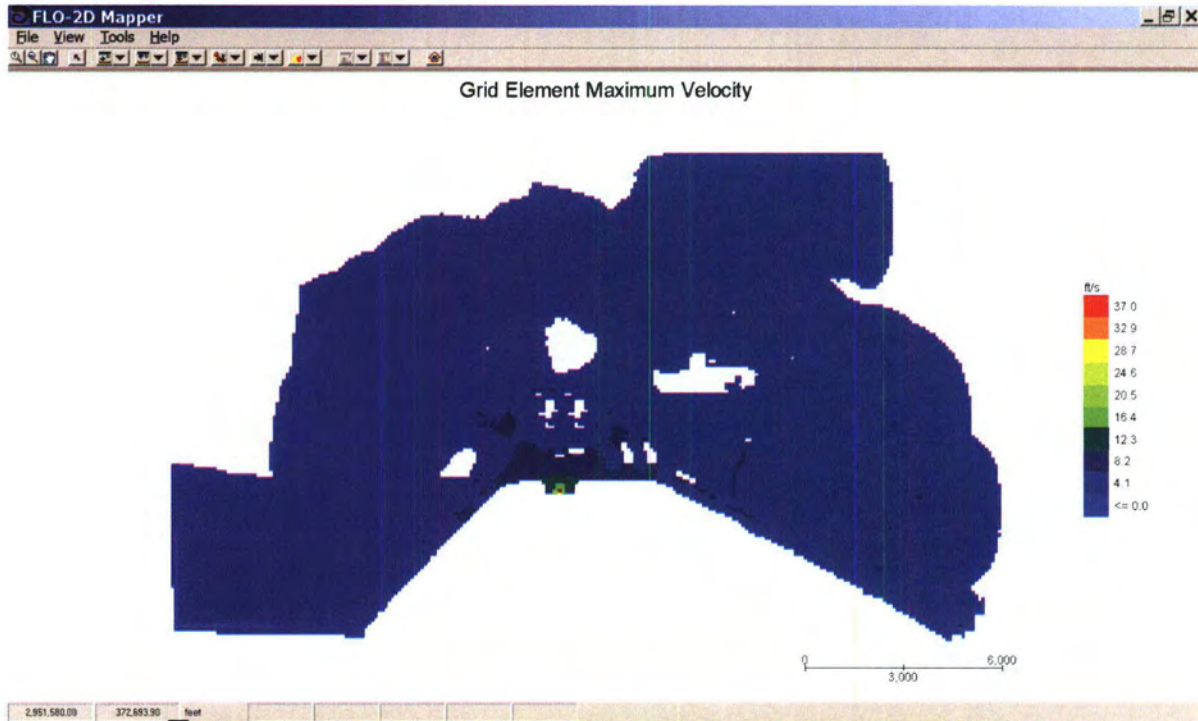 FLO-2D Mapper
File View Tools Help
Grid Element Maximum Velocity
ft/s
37.0
32.9
28.7
24.6
20.5
16.4
12.3
8.2
4.1
<= 0.0
0 6,000
3,000
2,951,580.09 372,693.90 feet